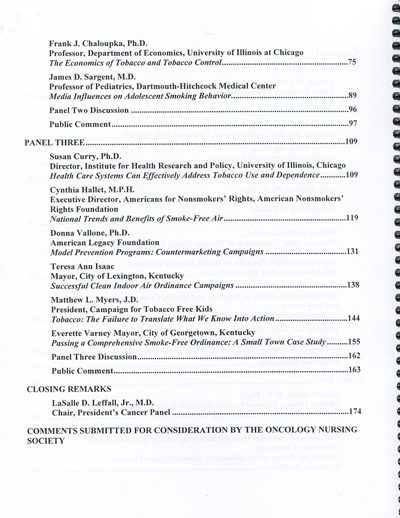 Frank J. Chaloupka, Ph.D.
Professor, Department of Economics, University of Illinois at Chicago
The Economics of Tobacco and Tobacco Control...............................................75
James D. Sargent, M.D.
Professor of Pediatrics, Dartmouth-Hitchcock Medical Center
Media Influences on Adolescent Smoking Behavior...............................................89
Panel Two Discussion ...............................................96
Public Comment...............................................97
PANEL THREE...............................................109
Susan Curry, Ph.D.
Director, Institute for Health Research and Policy, University of Illinois, Chicago
Health Care Systems Can Effectively Address Tobacco Use and Dependence...........109
Cynthia Hallet, M.P.H.
Executive Director, Americans for Nonsmokers' Rights, American Nonsmokers'
Rights Foundation
National Trends and Benefits of Smoke-Free Air...............................................119
Donna Vallone, Ph.D.
American Legacy Foundation
Model Prevention Programs: Countermarketing Campaigns ...............................131
Teresa Ann Isaac
Mayor, City of Lexington, Kentucky
Successful Clean Indoor Air Ordinance Campaigns ...............................138
Matthew L. Myers, J.D.
President, Campaign for Tobacco Free Kids
Tobacco: The Failure to Translate What We Know Into Action...........................144
Everette Varney Mayor, City of Georgetown, Kentucky
Passing a Comprehensive Smoke-Free Ordinance: A Small Town Case Study ..........155
Panel Three Discussion...............................................162
Public Comment...............................................163
CLOSING REMARKS
LaSalle D. Leffall, Jr., M.D.
Chair, President's Cancer Panel ...............................................174
COMMENTS SUBMITTED FOR CONSIDERATION BY THE ONCOLOGY NURSING
SOCIETY